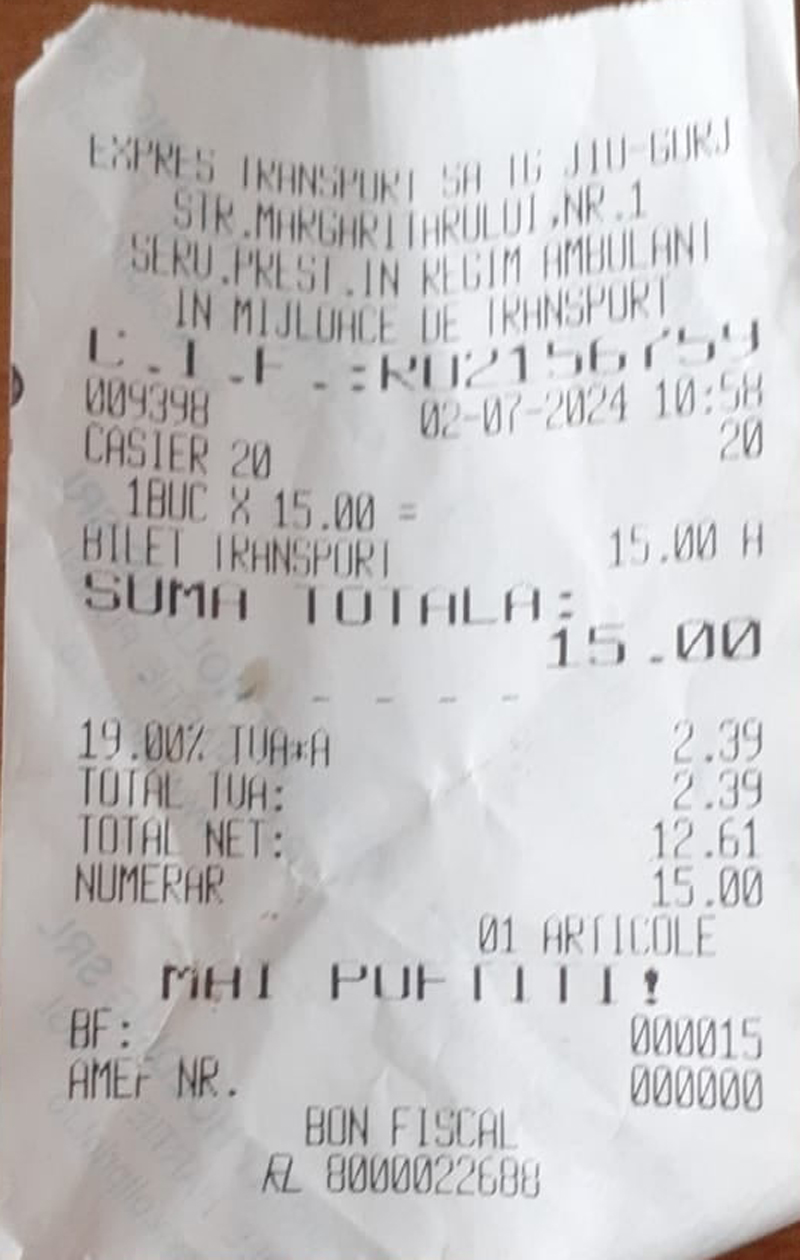 EXPRES TRANSPORT SA TG JIU-GORJ
STR.MARGARITARULUI,NR.1
SERV.PREST.IN REGIM AMBULANT
IN MIJLOACE DE TRANSPORT
C.I.F.:RO2156759
009398 02-07-2024 10:58
CASIER 20 20
1BUC X 15.00 =
BILET TRANSPORT 15.00 A
SUMA TOTALA:
15.00
- - - -
19.00% TVA*A 2.39
TOTAL TVA: 2.39
TOTAL NET: 12.61
NUMERAR 15.00
01 ARTICOLE
MAI POFTITI!
BF: 000015
AMEF NR. 000000
BON FISCAL
8000022688